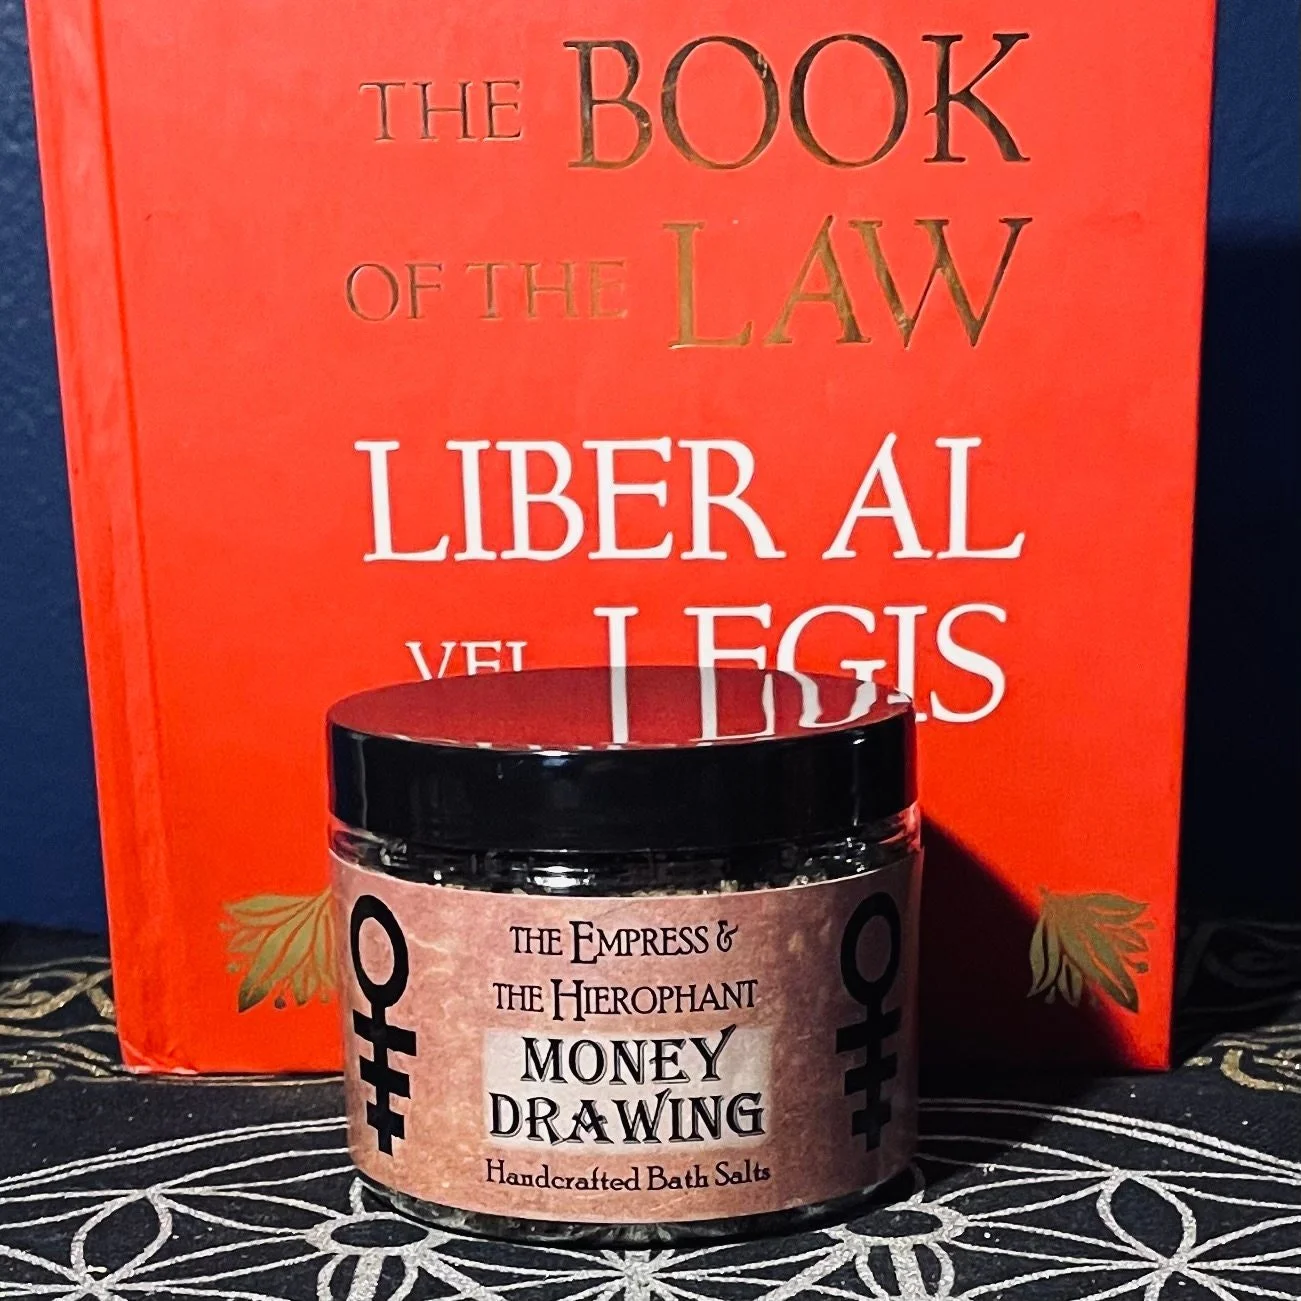 THE BOOK
OF THE LAW
LIBER AL
VEL LEGIS
THE EMPRESS &
THE HIEROPHANT
MONEY
DRAWING
Handcrafted Bath Salts